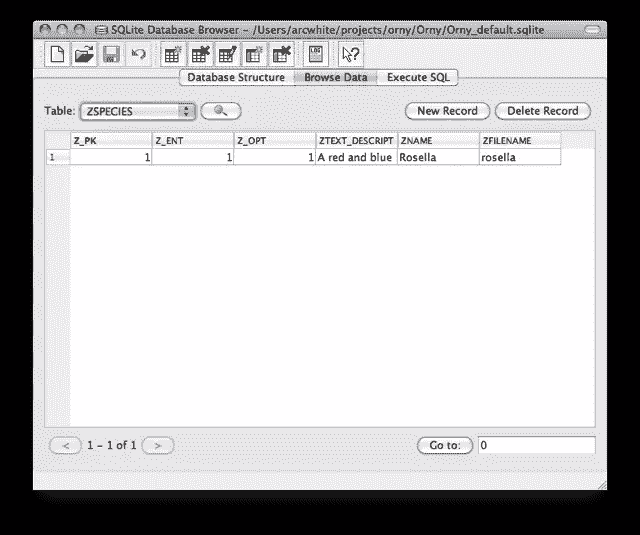 SQLite Database Browser - /Users/arcwhite/projects/orny/Orny/Orny_default.sqlite
LOG
Database Structure Browse Data Execute SQL
Table: ZSPECIES New Record Delete Record
Z_PK Z_ENT Z_OPT ZTEXT_DESCRIPT ZNAME ZFILENAME
1 1 1 1 A red and blue Rosella rosella
< 1 - 1 of 1 > Go to: 0